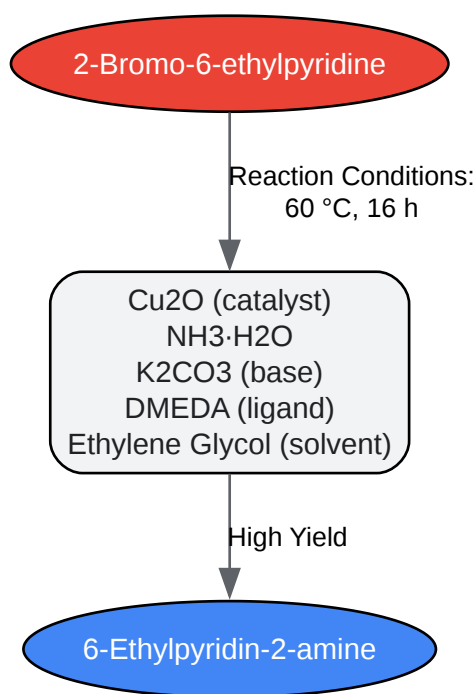 2-Bromo-6-ethylpyridine
Reaction Conditions:
60 °C, 16 h
Cu2O (catalyst)
NH3·H2O
K2CO3 (base)
DMEDA (ligand)
Ethylene Glycol (solvent)
High Yield
6-Ethylpyridin-2-amine